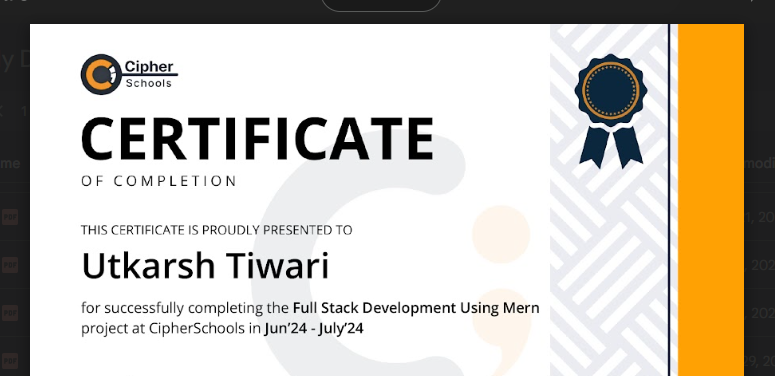 Cipher
Schools
CERTIFICATE
OF COMPLETION
THIS CERTIFICATE IS PROUDLY PRESENTED TO
Utkarsh Tiwari
for successfully completing the Full Stack Development Using Mern
project at CipherSchools in Jun'24 - July'24